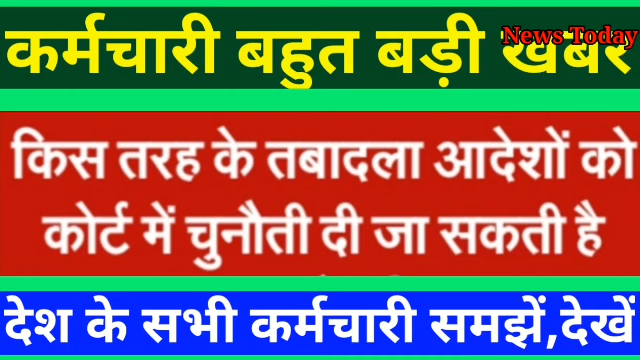 कर्मचारी बहुत बड़ी खबर
News Today
किस तरह के तबादला आदेशों को
कोर्ट में चुनौती दी जा सकती है
देश के सभी कर्मचारी समझें,देखें